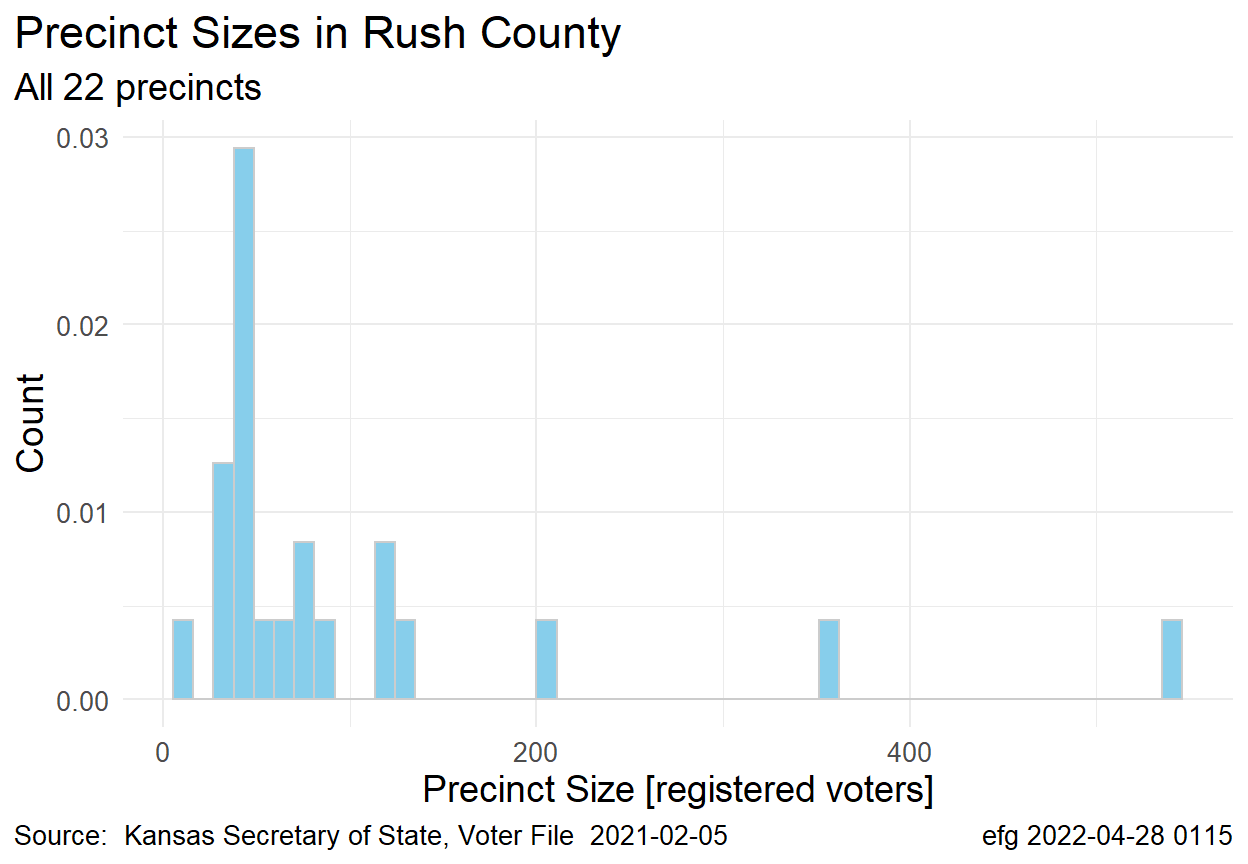 Precinct Sizes in Rush County
All 22 precincts
0.03
0.02
0.01
0.00
Count
0 200 400
Precinct Size [registered voters]
Source:  Kansas Secretary of State, Voter File  2021-02-05 efg 2022-04-28 0115